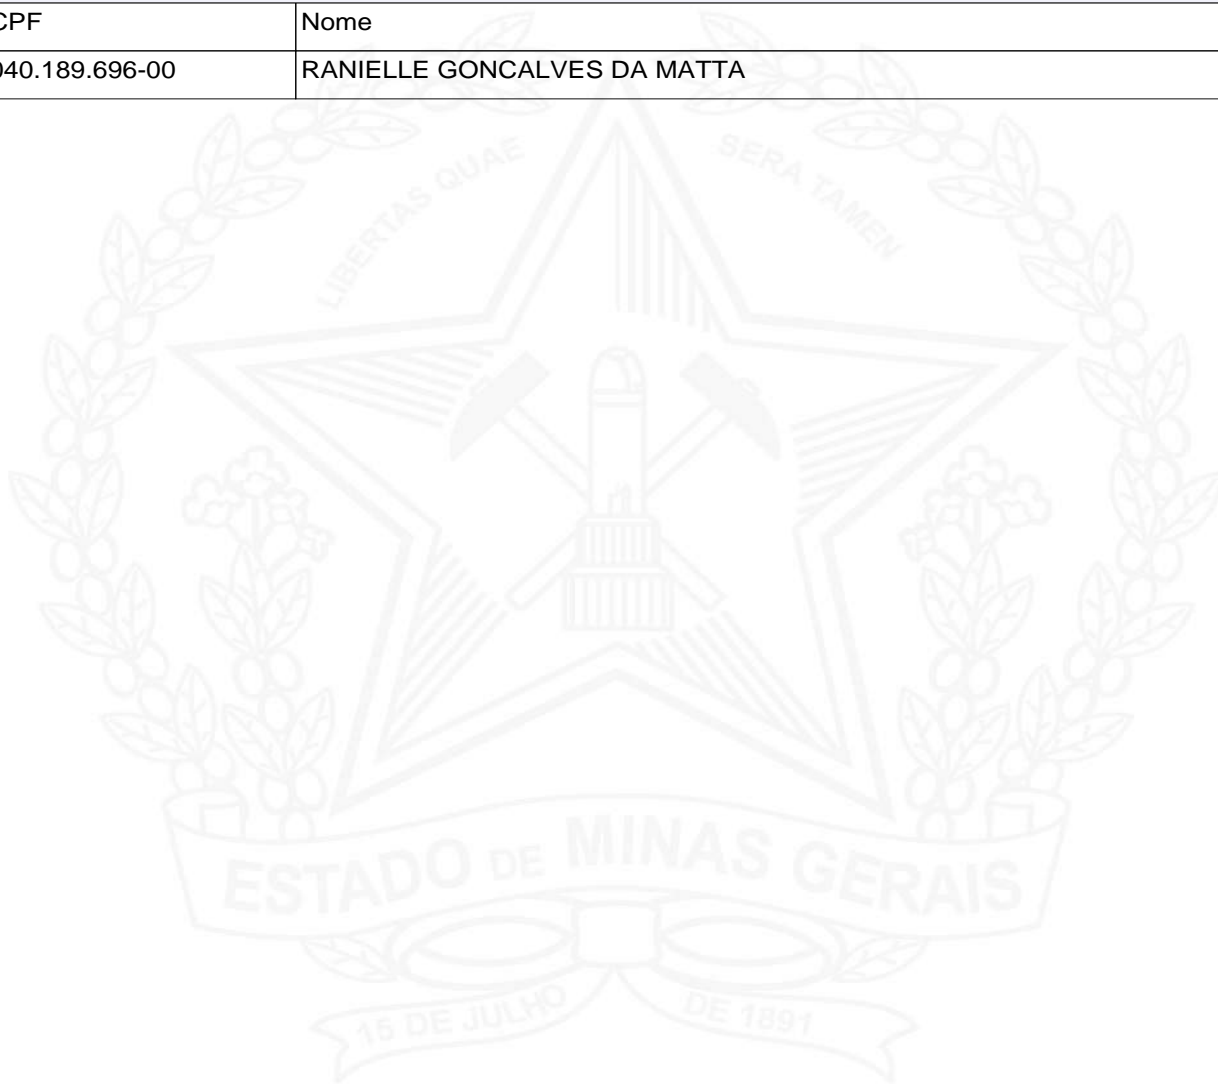 CPF Nome
040.189.696-00 RANIELLE GONCALVES DA MATTA
LIBERTAS QUAE SERA TAMEN
ESTADO DE MINAS GERAIS
15 DE JULHO DE 1891